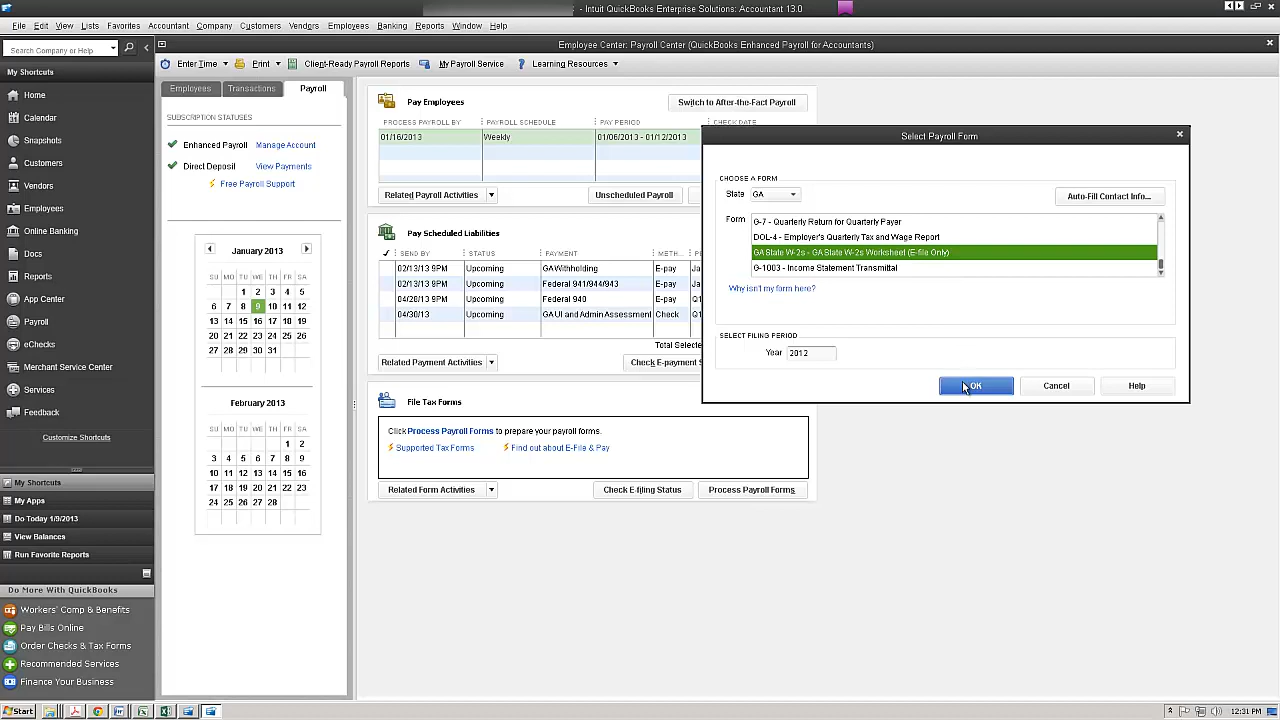 - Intuit QuickBooks Enterprise Solutions: Accountant 13.0
File Edit View Lists Favorites Accountant Company Customers Vendors Employees Banking Reports Window Help
Search Company or Help
Employee Center: Payroll Center (QuickBooks Enhanced Payroll for Accountants)
My Shortcuts
Home
Calendar
Snapshots
Customers
Vendors
Employees
Online Banking
Docs
Reports
App Center
Payroll
eChecks
Merchant Service Center
Services
Feedback
Customize Shortcuts
My Shortcuts
My Apps
Do Today 1/9/2013
View Balances
Run Favorite Reports
Do More With QuickBooks
Workers' Comp & Benefits
Pay Bills Online
Order Checks & Tax Forms
Recommended Services
Finance Your Business
Enter Time Print Client-Ready Payroll Reports My Payroll Service ? Learning Resources
Employees Transactions Payroll
SUBSCRIPTION STATUSES
Enhanced Payroll Manage Account
Direct Deposit View Payments
Free Payroll Support
January 2013
SU MO TU WE TH FR SA
1 2 3 4 5
6 7 8 9 10 11 12
13 14 15 16 17 18 19
20 21 22 23 24 25 26
27 28 29 30 31
February 2013
SU MO TU WE TH FR SA
1 2
3 4 5 6 7 8 9
10 11 12 13 14 15 16
17 18 19 20 21 22 23
24 25 26 27 28
Pay Employees Switch to After-the-Fact Payroll
PROCESS PAYROLL BY PAYROLL SCHEDULE PAY PERIOD CHECK DATE
01/16/2013 Weekly 01/06/2013 - 01/12/2013
Related Payroll Activities Unscheduled Payroll
Pay Scheduled Liabilities
SEND BY STATUS PAYMENT METH...
02/13/13 9PM Upcoming GA Withholding E-pay
02/13/13 9PM Upcoming Federal 941/944/943 E-pay
04/28/13 9PM Upcoming Federal 940 E-pay Q1
04/30/13 Upcoming GA UI and Admin Assessment Check Q1
Total Selecte
Related Payment Activities Check E-payment S
File Tax Forms
Click Process Payroll Forms to prepare your payroll forms.
Supported Tax Forms Find out about E-File & Pay
Related Form Activities Check E-filing Status Process Payroll Forms
Select Payroll Form
CHOOSE A FORM
State GA Auto-Fill Contact Info...
Form G-7 - Quarterly Return for Quarterly Payer
DOL-4 - Employer's Quarterly Tax and Wage Report
GA State W-2s - GA State W-2s Worksheet (E-file Only)
G-1003 - Income Statement Transmittal
Why isn't my form here?
SELECT FILING PERIOD
Year 2012
OK Cancel Help
Start 12:31 PM